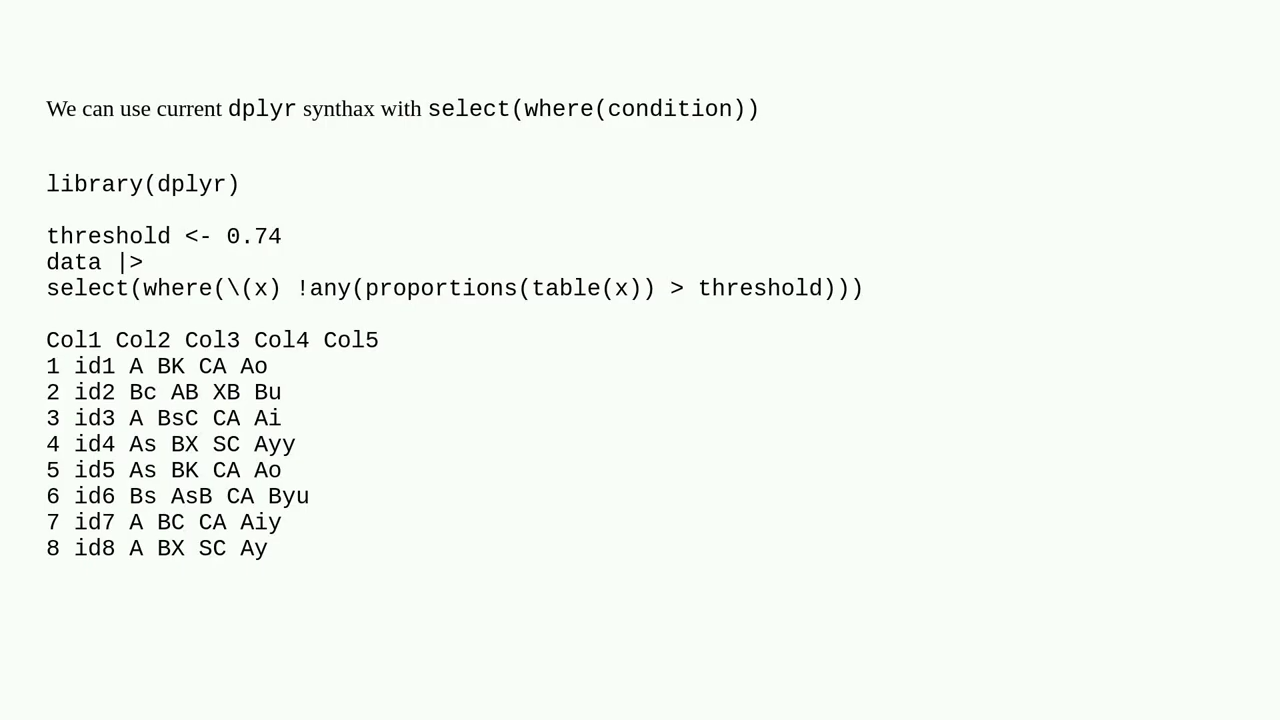 We can use current dplyr synthax with select(where(condition))
library(dplyr)
threshold <- 0.74
data |>
select(where(\(x) !any(proportions(table(x)) > threshold)))
Col1 Col2 Col3 Col4 Col5
1 id1 A BK CA Ao
2 id2 Bc AB XB Bu
3 id3 A BsC CA Ai
4 id4 As BX SC Ayy
5 id5 As BK CA Ao
6 id6 Bs AsB CA Byu
7 id7 A BC CA Aiy
8 id8 A BX SC Ay